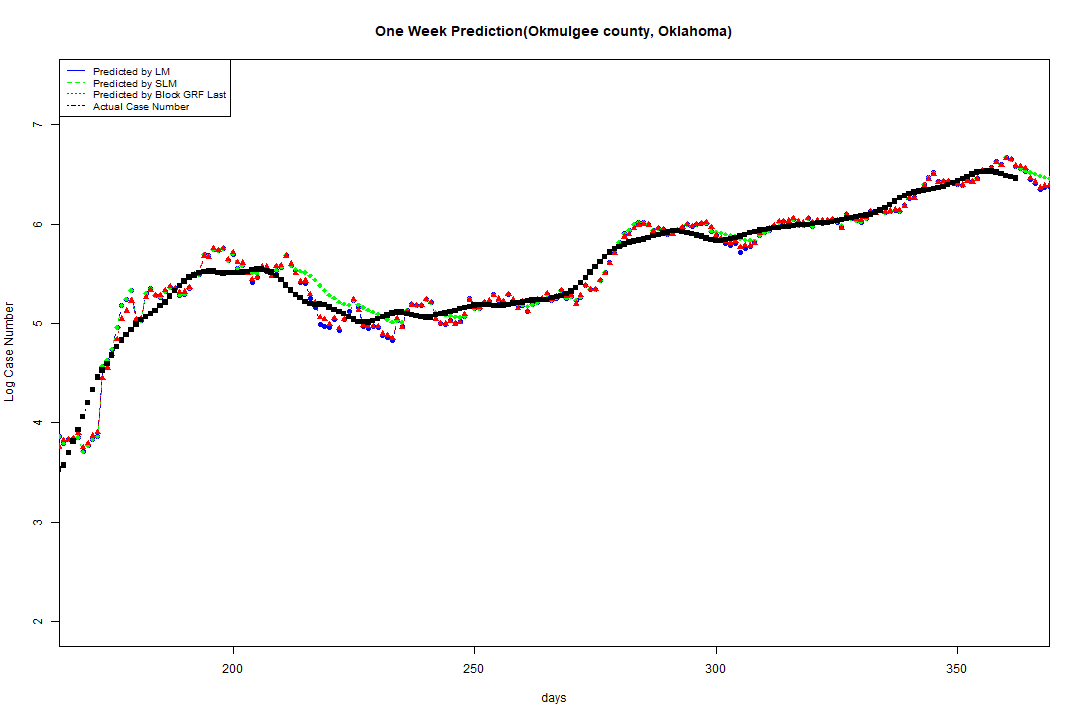 One Week Prediction(Okmulgee county, Oklahoma)
Predicted by LM
Predicted by SLM
Predicted by Block GRF Last
Actual Case Number
7
6
5
4
3
2
Log Case Number
200 250 300 350
days